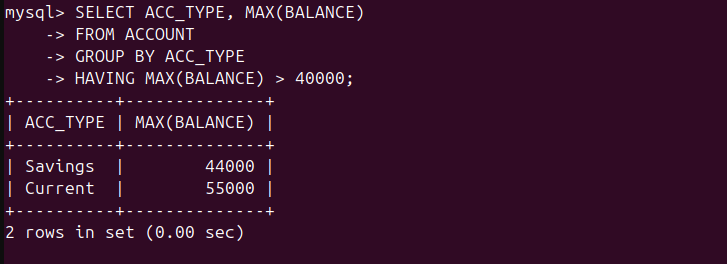 mysql> SELECT ACC_TYPE, MAX(BALANCE)
    -> FROM ACCOUNT
    -> GROUP BY ACC_TYPE
    -> HAVING MAX(BALANCE) > 40000;
+----------+--------------+
| ACC_TYPE | MAX(BALANCE) |
+----------+--------------+
| Savings  |        44000 |
| Current  |        55000 |
+----------+--------------+
2 rows in set (0.00 sec)